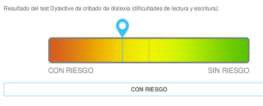 Resultado del test Dytective de cribado de dislexia (dificultades de lectura y escritura):
CON RIESGO
SIN RIESGO
CON RIESGO